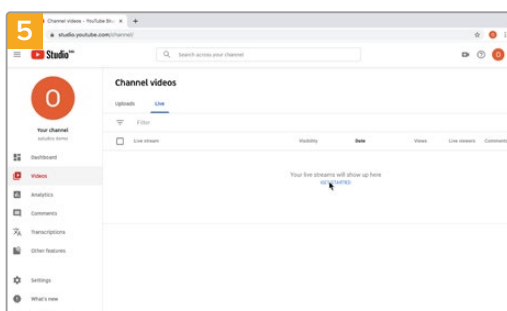 5
Channel videos - YouTube St
studio.youtube.com/channel/
Studio
Search across your channel
O
O
Your channel
Dashboard
Videos
Analytics
Comments
Transcriptions
Other features
Settings
What's new
Channel videos
Uploads Live
Filter
Live stream Visibility Date Views Live viewers Comments
Your live streams will show up here
GET STARTED